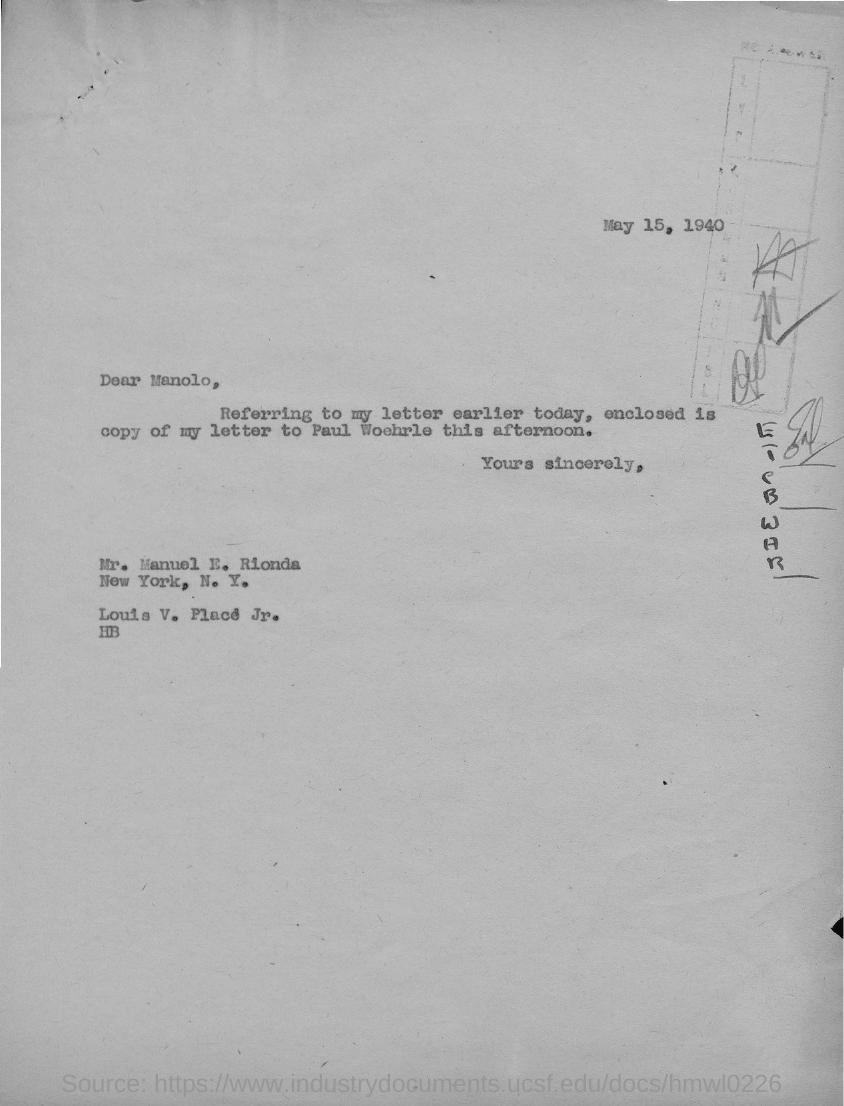 May 15, 1940
Dear Manolo,
Referring to my letter earlier today, enclosed is
copy of my letter to Paul Woehrle this afternoon.
Yours sincerely,
E
I
C
B
W
A
R
Mr. Manuel E. Rionda
New York, N. Y.
Louis V. Placé Jr.
HB
Source: https://www.industrydocuments.ucsf.edu/docs/hmwl0226